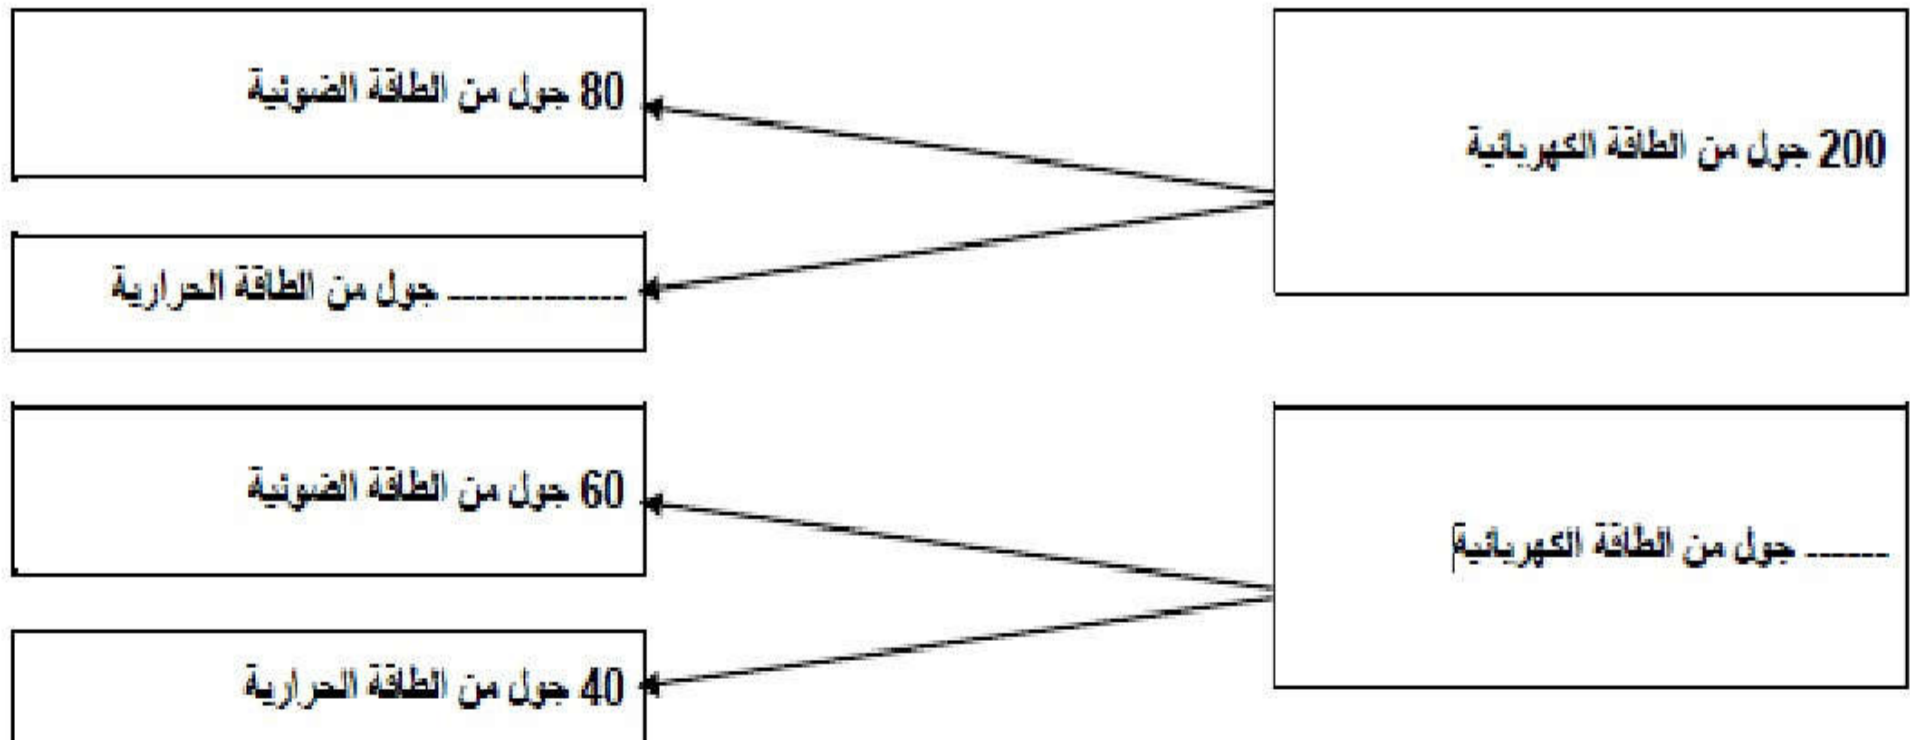 200 جول من الطاقة الكهربائية
80 جول من الطاقة الضوئية
.............. جول من الطاقة الحرارية
...... جول من الطاقة الكهربائية
60 جول من الطاقة الضوئية
40 جول من الطاقة الحرارية